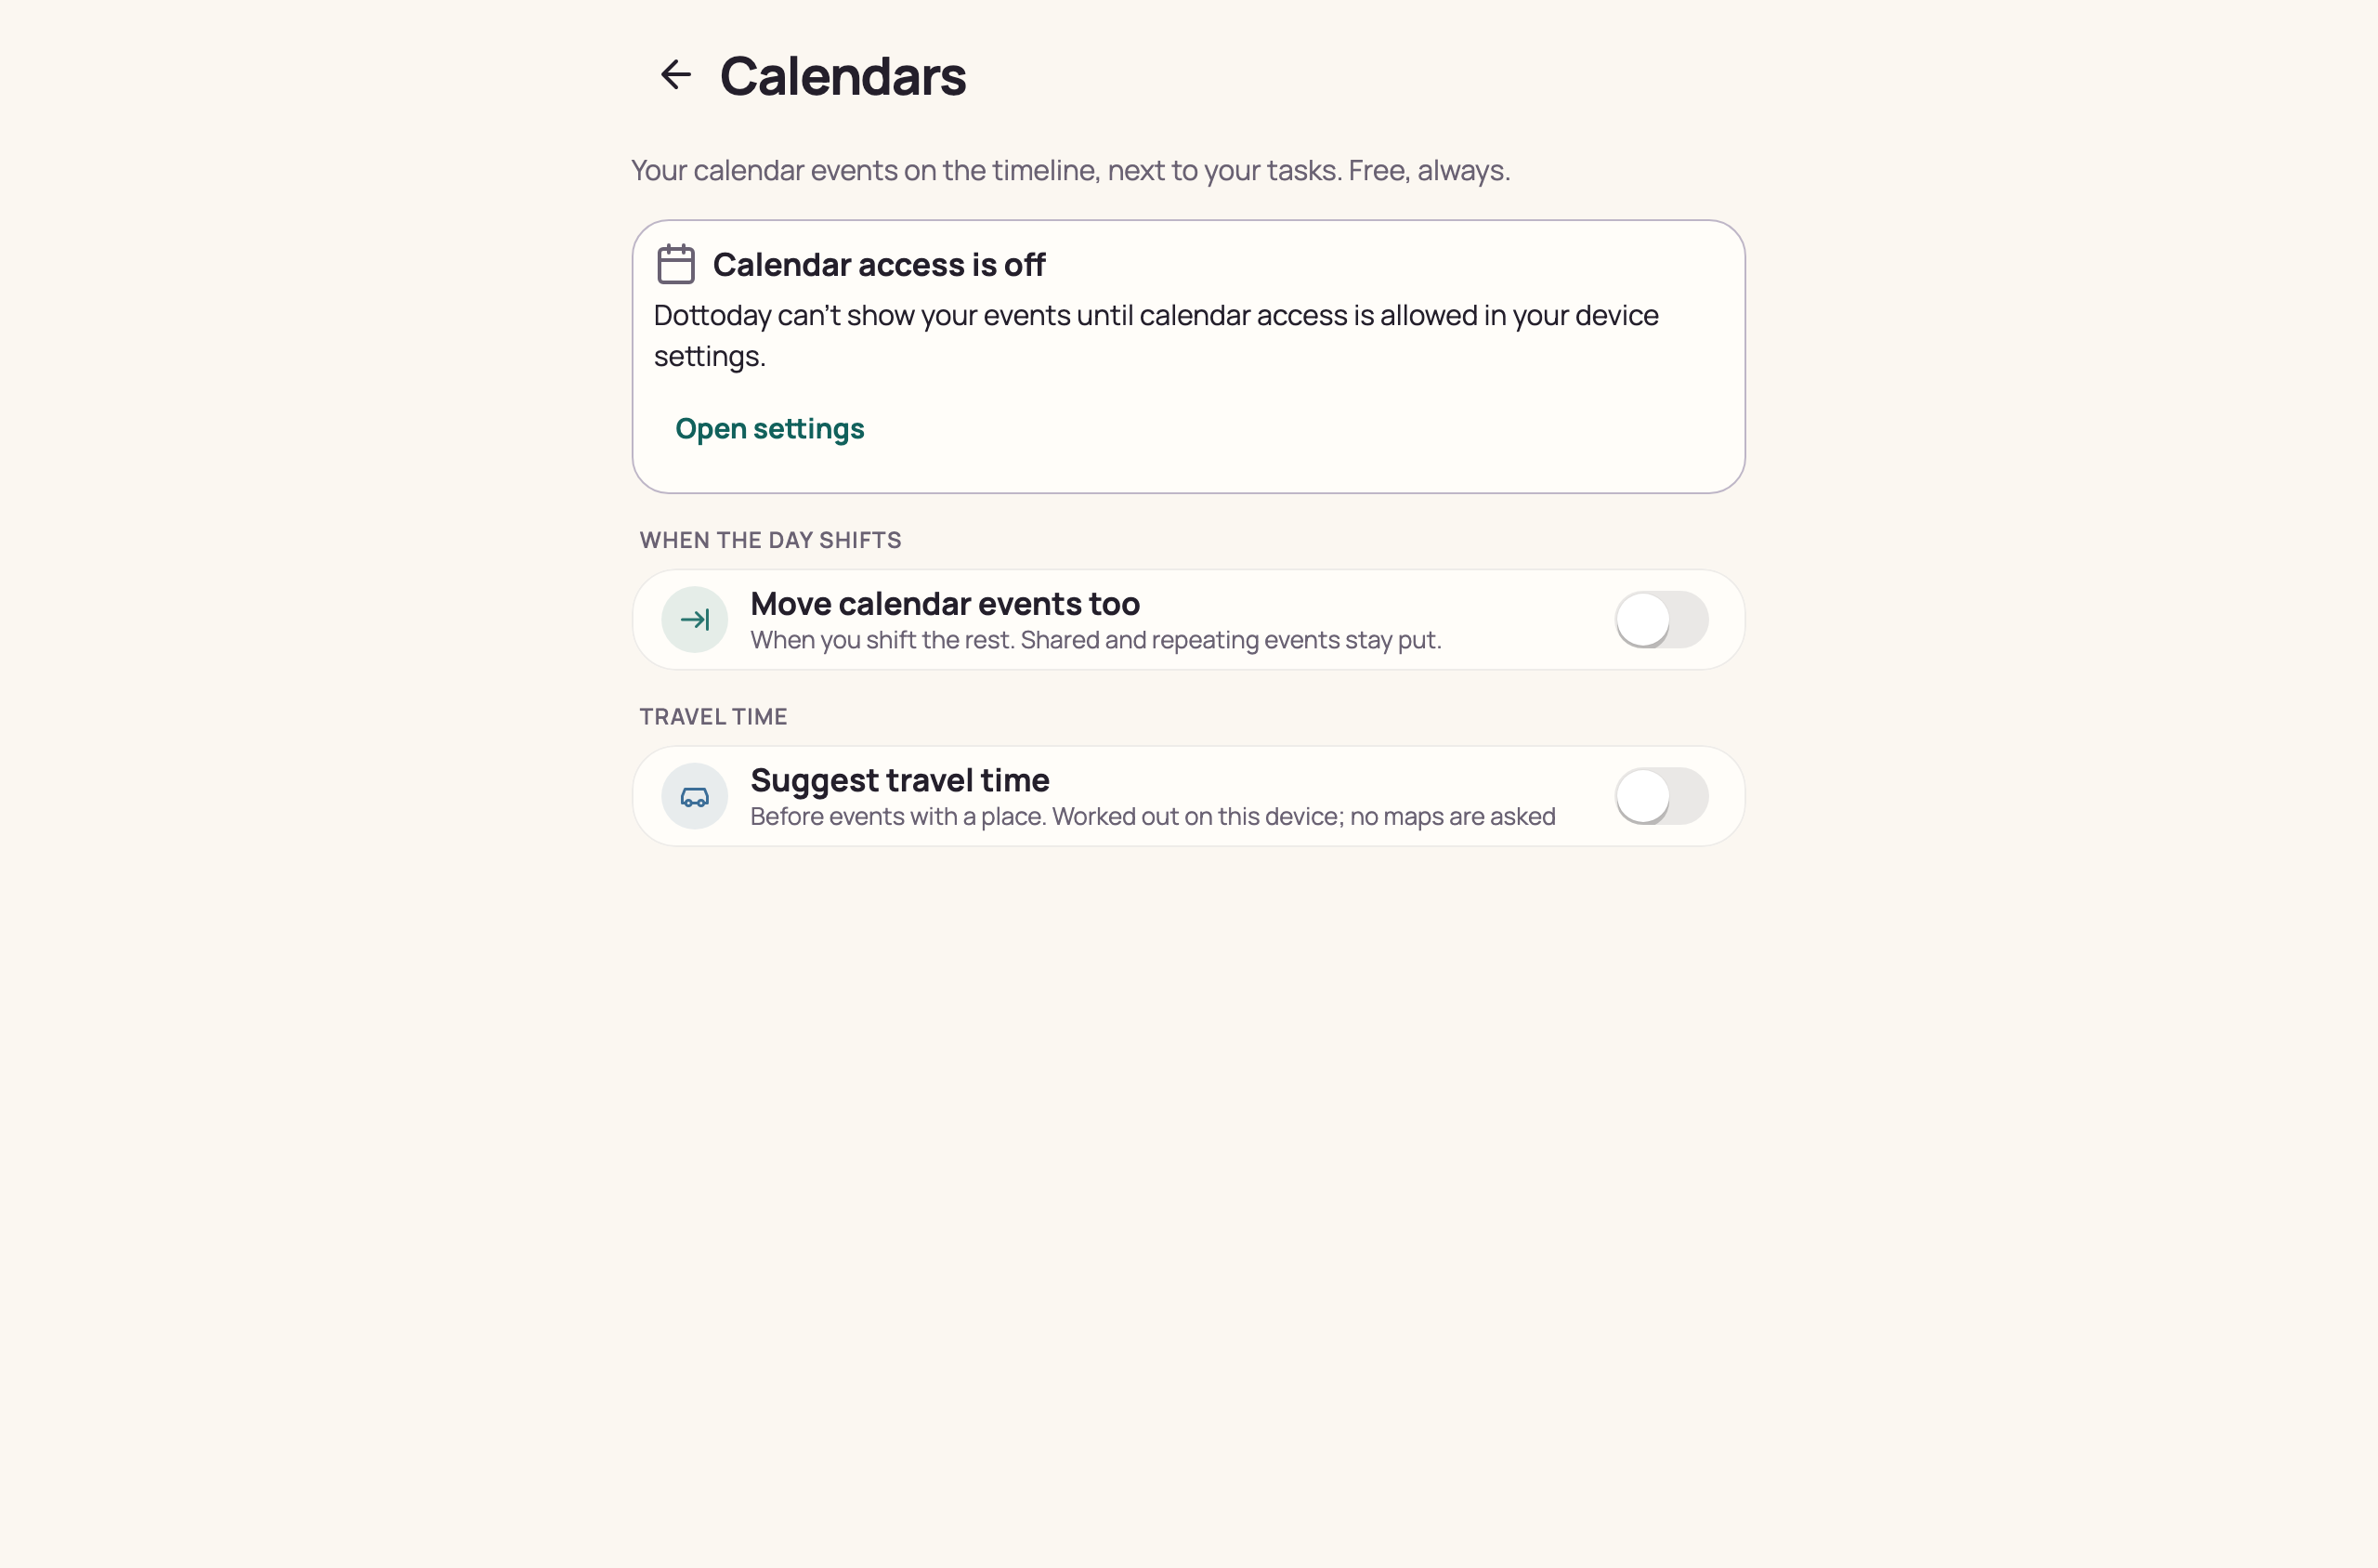 Calendars
Your calendar events on the timeline, next to your tasks. Free, always.
Calendar access is off
Dottoday can’t show your events until calendar access is allowed in your device
settings.
Open settings
WHEN THE DAY SHIFTS
Move calendar events too
When you shift the rest. Shared and repeating events stay put.
TRAVEL TIME
Suggest travel time
Before events with a place. Worked out on this device; no maps are asked